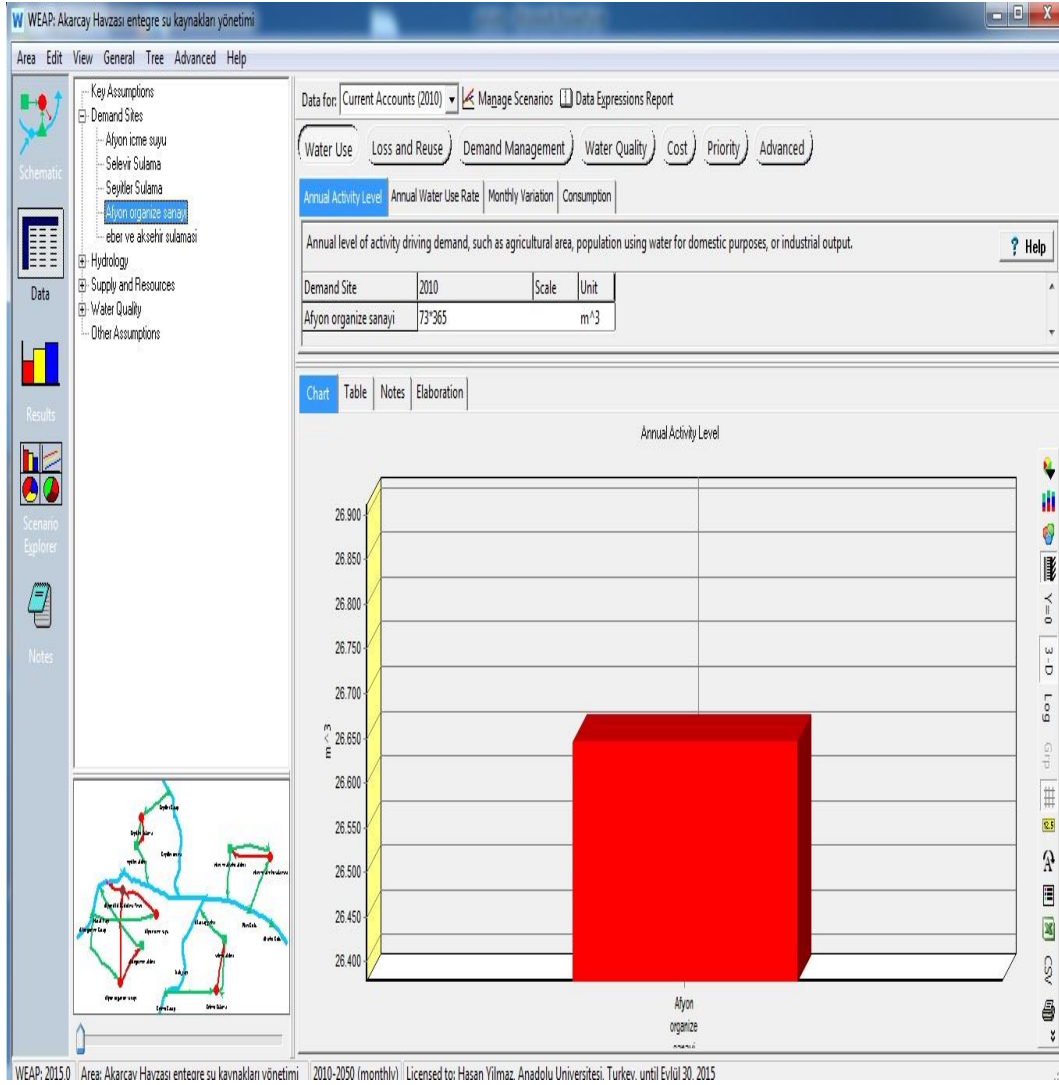 W WEAP: Akarcay Havzası entegre su kaynakları yönetimi
Area Edit View General Tree Advanced Help
Schematic
Data
Results
Scenario
Explorer
Notes
Key Assumptions
Demand Sites
Afyon icme suyu
Selevir Sulama
Seyitler Sulama
Afyon organize sanayi
eber ve aksehir sulamasi
Hydrology
Supply and Resources
Water Quality
Other Assumptions
Data for: Current Accounts (2010) Manage Scenarios Data Expressions Report
Water Use Loss and Reuse Demand Management Water Quality Cost Priority Advanced
Annual Activity Level Annual Water Use Rate Monthly Variation Consumption
Annual level of activity driving demand, such as agricultural area, population using water for domestic purposes, or industrial output.
? Help
Demand Site 2010 Scale Unit
Afyon organize sanayi 73*365 m^3
Chart Table Notes Elaboration
Annual Activity Level
m^3
26.900
26.850
26.800
26.750
26.700
26.650
26.600
26.550
26.500
26.450
26.400
Afyon
organize
Y=0
3-D
Log
Grp
12.5
CSV
WEAP: 2015.0 Area: Akarcay Havzası entegre su kaynakları yönetimi 2010-2050 (monthly) Licensed to: Hasan Yilmaz, Anadolu Universitesi, Turkey, until Eylül 30, 2015